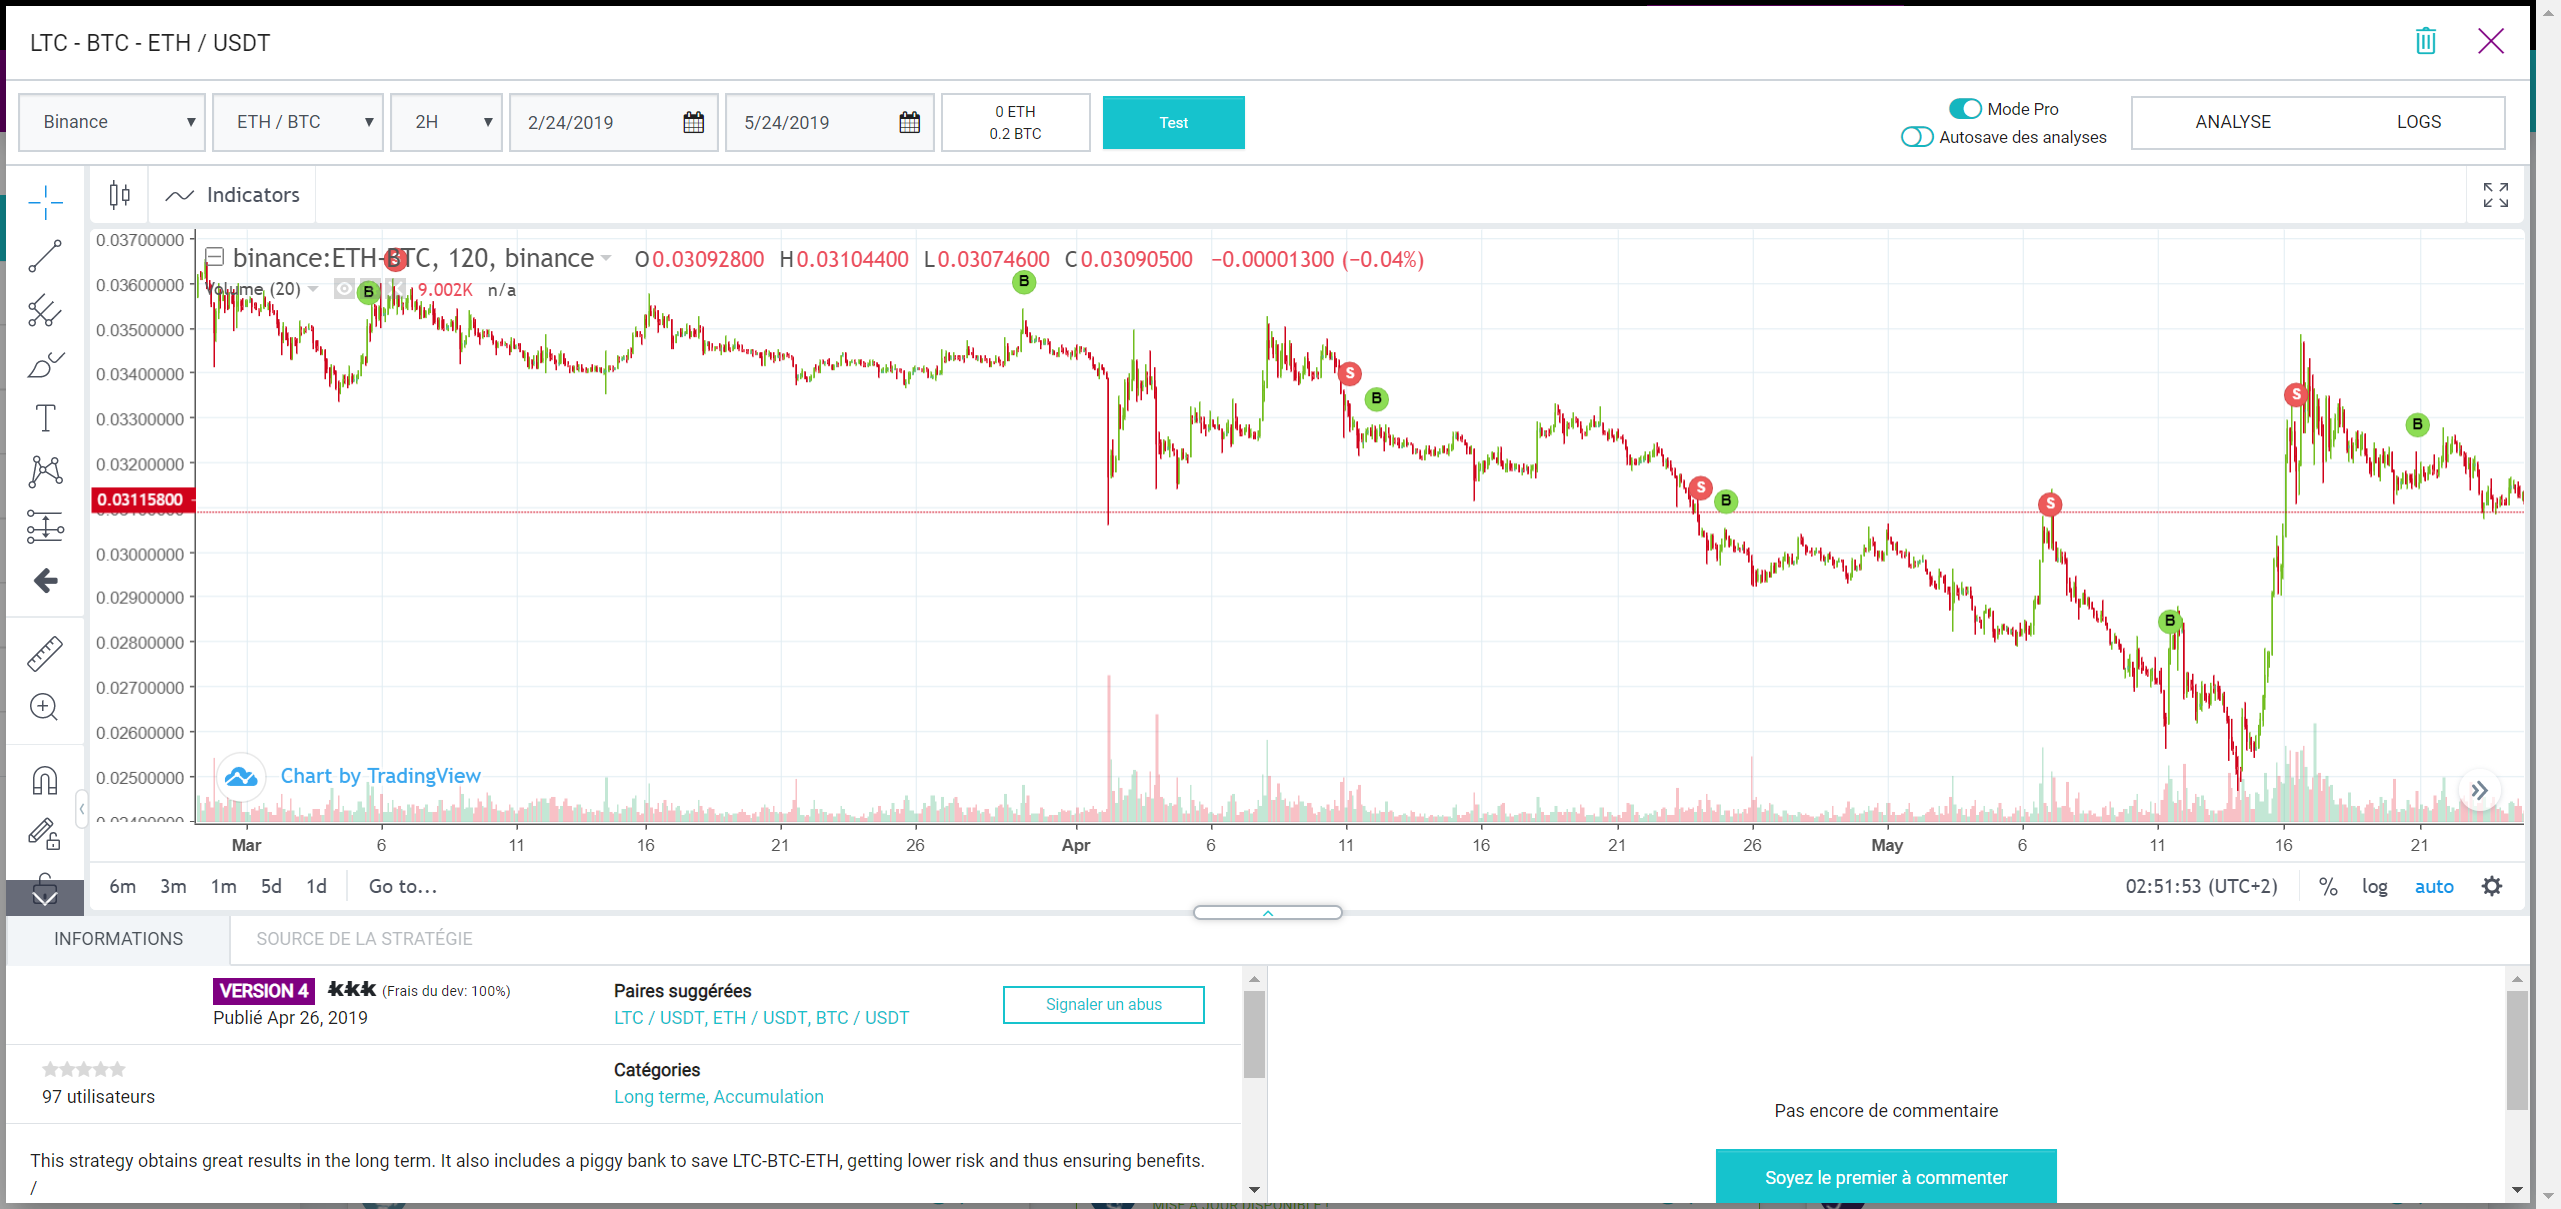 LTC - BTC - ETH / USDT
Binance ETH / BTC 2H 2/24/2019 5/24/2019 0 ETH
0.2 BTC
Test
Mode Pro
Autosave des analyses
ANALYSE LOGS
Indicators
binance:ETH-BTC, 120, binance O0.03092800 H0.03104400 L0.03074600 C0.03090500 −0.00001300 (−0.04%)
Volume (20) 9.002K n/a
0.03700000
0.03600000
0.03500000
0.03400000
0.03300000
0.03200000
0.03115800
0.03000000
0.02900000
0.02800000
0.02700000
0.02600000
0.02500000
0.02400000
S
B
B
S
B
S
B
S
B
S
B
Chart by TradingView
Mar 6 11 16 21 26 Apr 6 11 16 21 26 May 6 11 16 21
6m 3m 1m 5d 1d Go to... 02:51:53 (UTC+2) % log auto
INFORMATIONS SOURCE DE LA STRATÉGIE
VERSION 4 kkk (Frais du dev: 100%)
Publié Apr 26, 2019
Paires suggérées
LTC / USDT, ETH / USDT, BTC / USDT
Signaler un abus
97 utilisateurs
Catégories
Long terme, Accumulation
This strategy obtains great results in the long term. It also includes a piggy bank to save LTC-BTC-ETH, getting lower risk and thus ensuring benefits.
/
Pas encore de commentaire
Soyez le premier à commenter
MISE À JOUR DISPONIBLE !